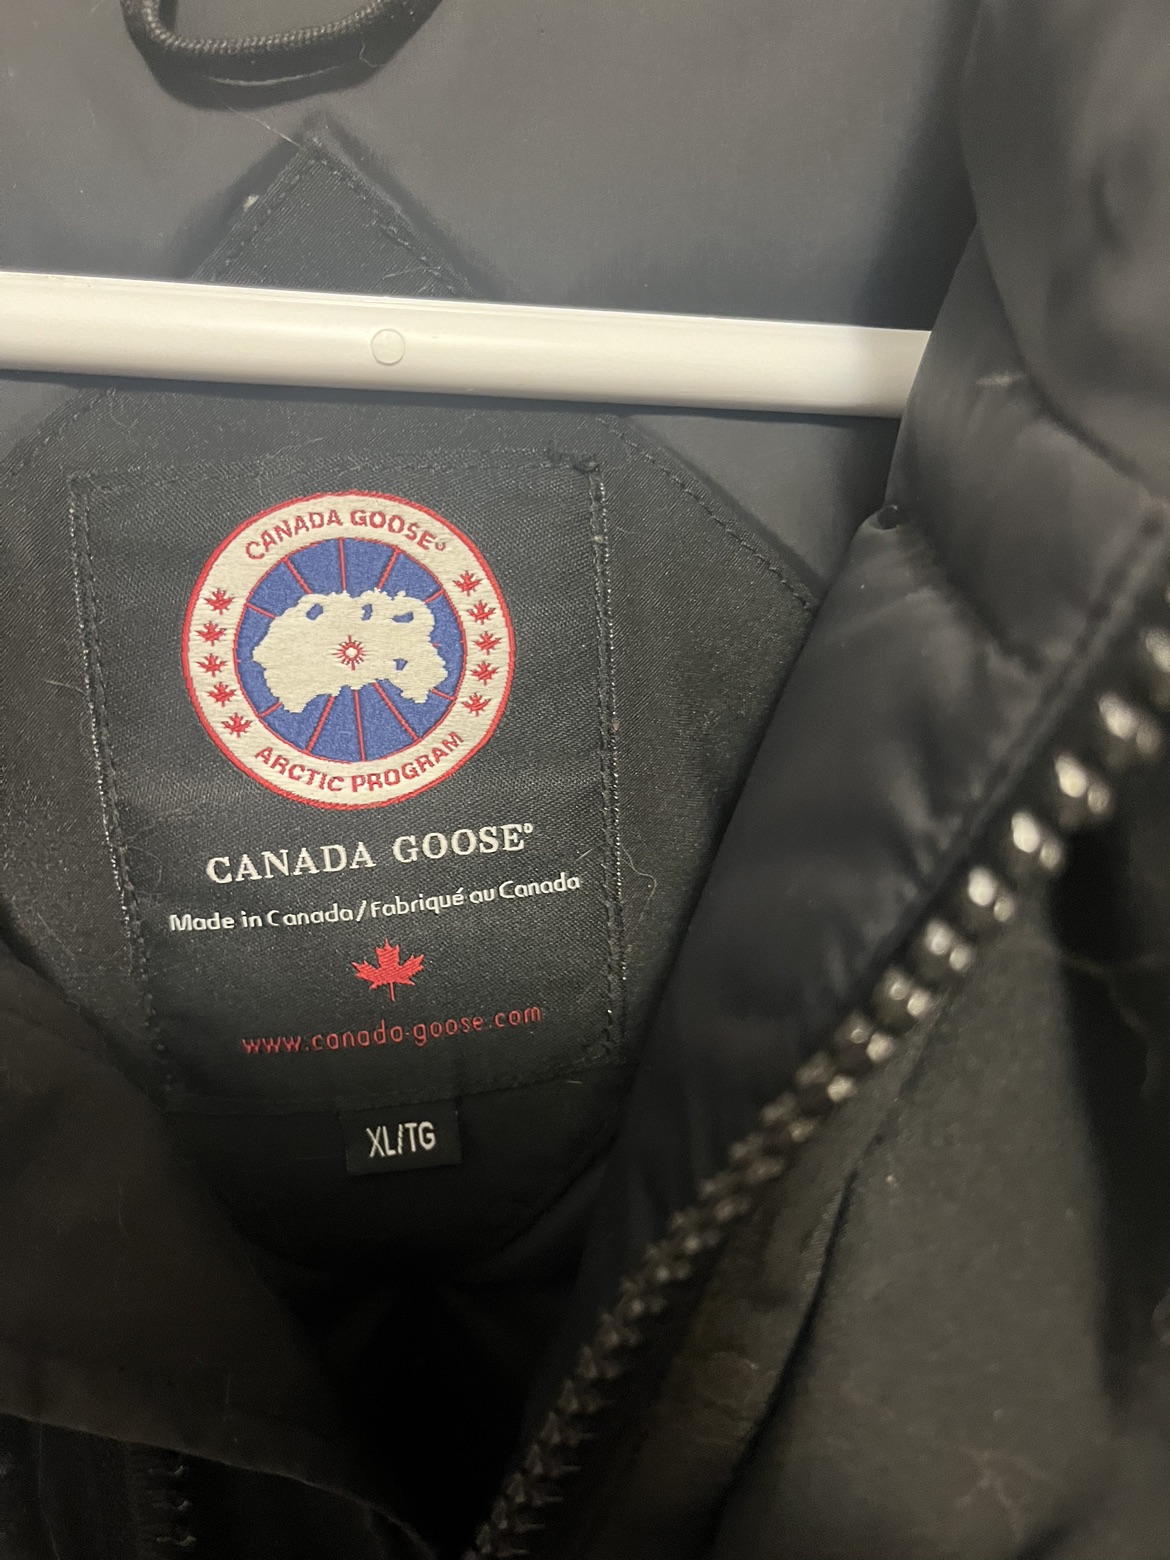 CANADA GOOSE®
ARCTIC PROGRAM
CANADA GOOSE®
Made in Canada/Fabriqué au Canada
www.canada-goose.com
XL/TG